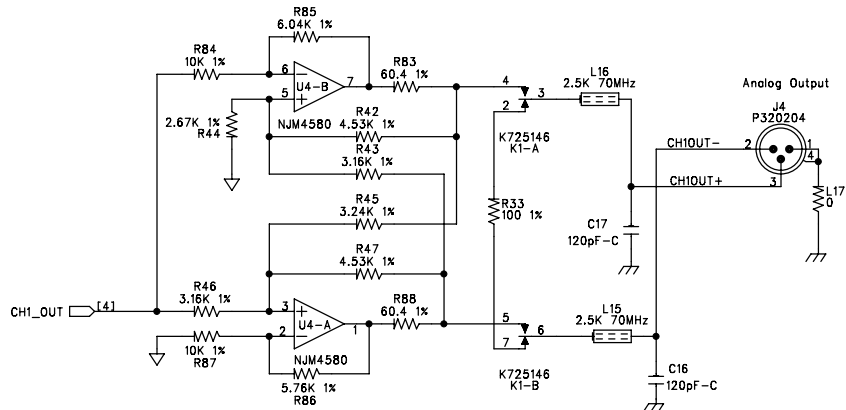 R85
6.04K 1%
R84
10K 1%
6
5
U4-B
7
R83
60.4 1%
NJM4580
2.67K 1%
R44
R42
4.53K 1%
R43
3.16K 1%
R45
3.24K 1%
R47
4.53K 1%
R46
3.16K 1%
CH1_OUT
[4]
3
2
U4-A
1
R88
60.4 1%
10K 1%
R87
NJM4580
5.76K 1%
R86
4
2
3
K725146
K1-A
R33
100 1%
5
7
6
K725146
K1-B
L16
2.5K 70MHz
C17
120pF-C
L15
2.5K 70MHz
C16
120pF-C
Analog Output
J4
P320204
2
1
4
3
CH1OUT-
CH1OUT+
L17
0